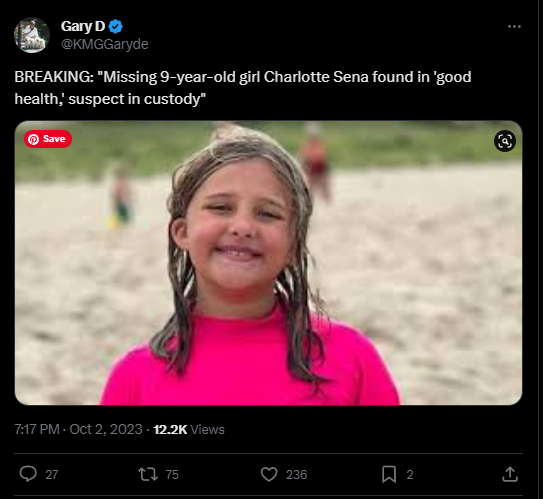 Gary D
@KMGGaryde
BREAKING: "Missing 9-year-old girl Charlotte Sena found in 'good
health,' suspect in custody"
Save
7:17 PM · Oct 2, 2023 · 12.2K Views
27 75 236 2